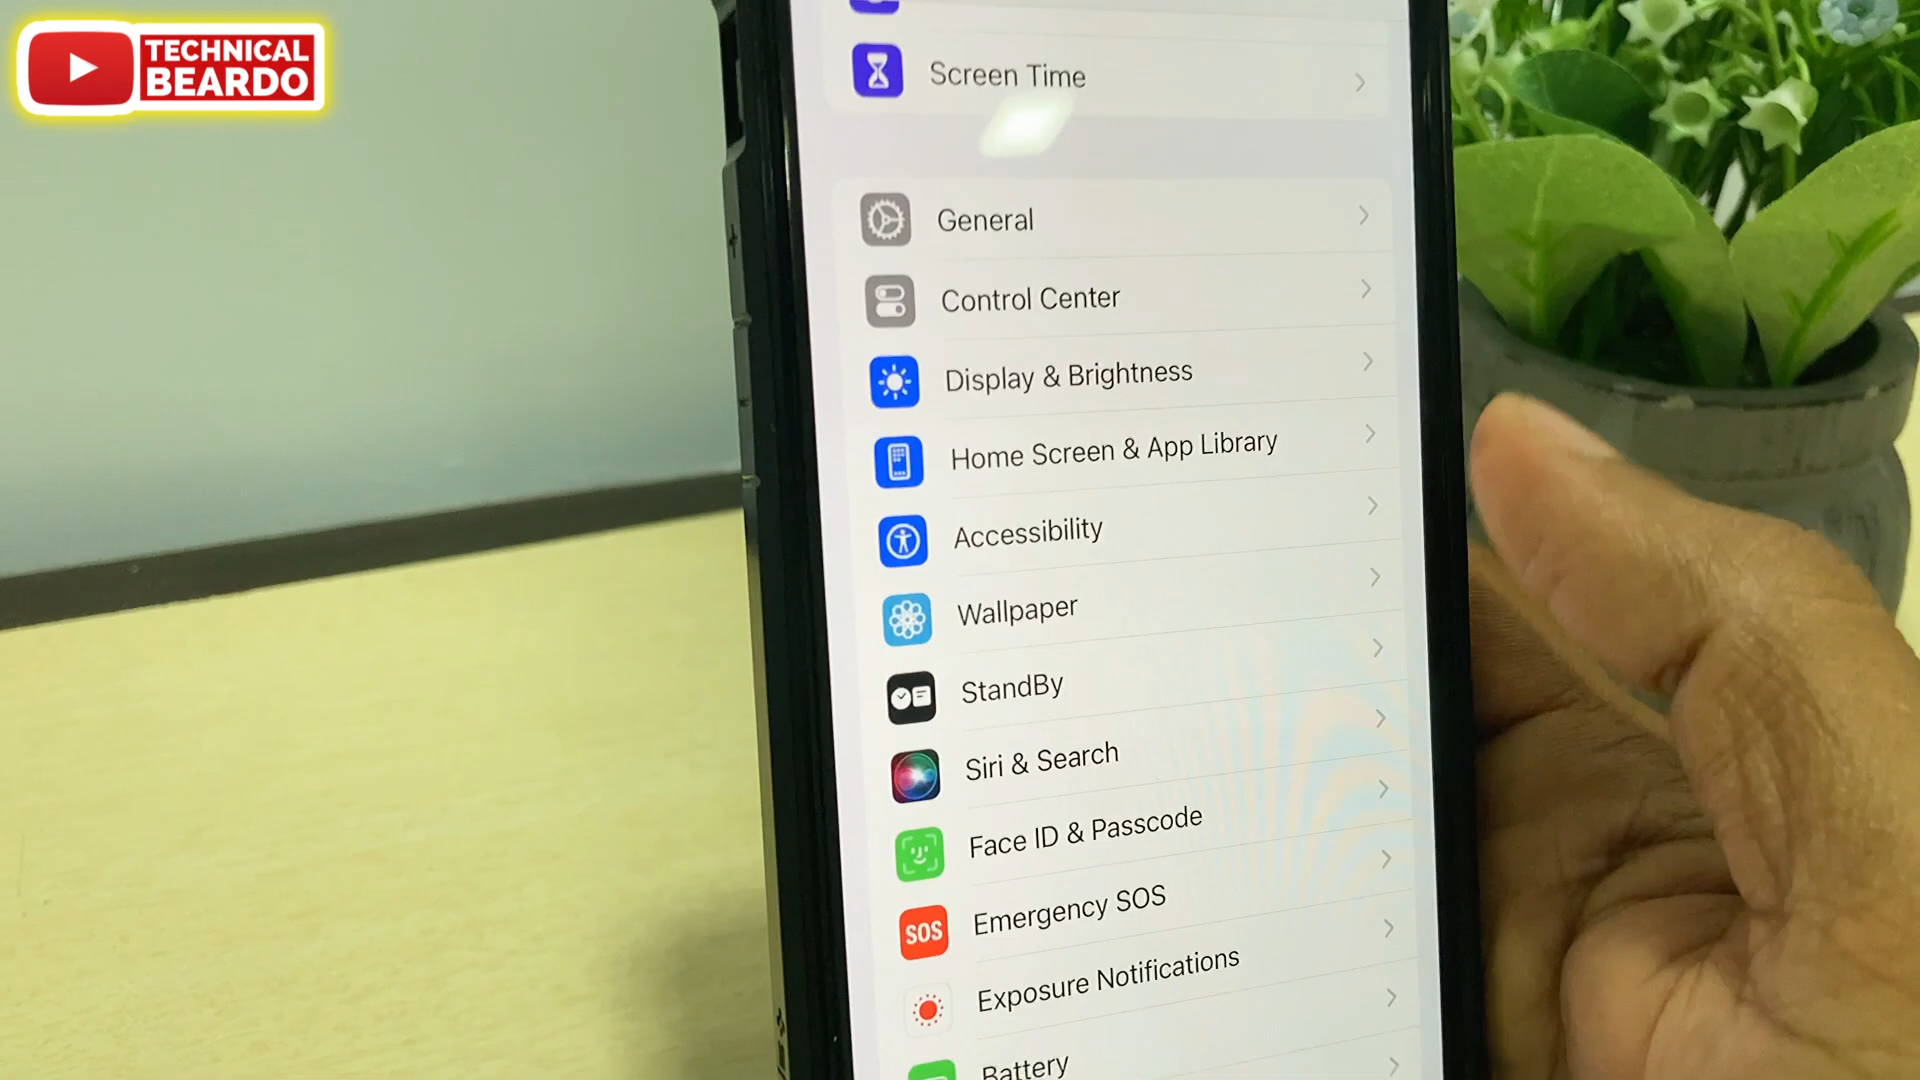 TECHNICAL
BEARDO
Screen Time
General
Control Center
Display & Brightness
Home Screen & App Library
Accessibility
Wallpaper
StandBy
Siri & Search
Face ID & Passcode
SOS
Emergency SOS
Exposure Notifications
Battery